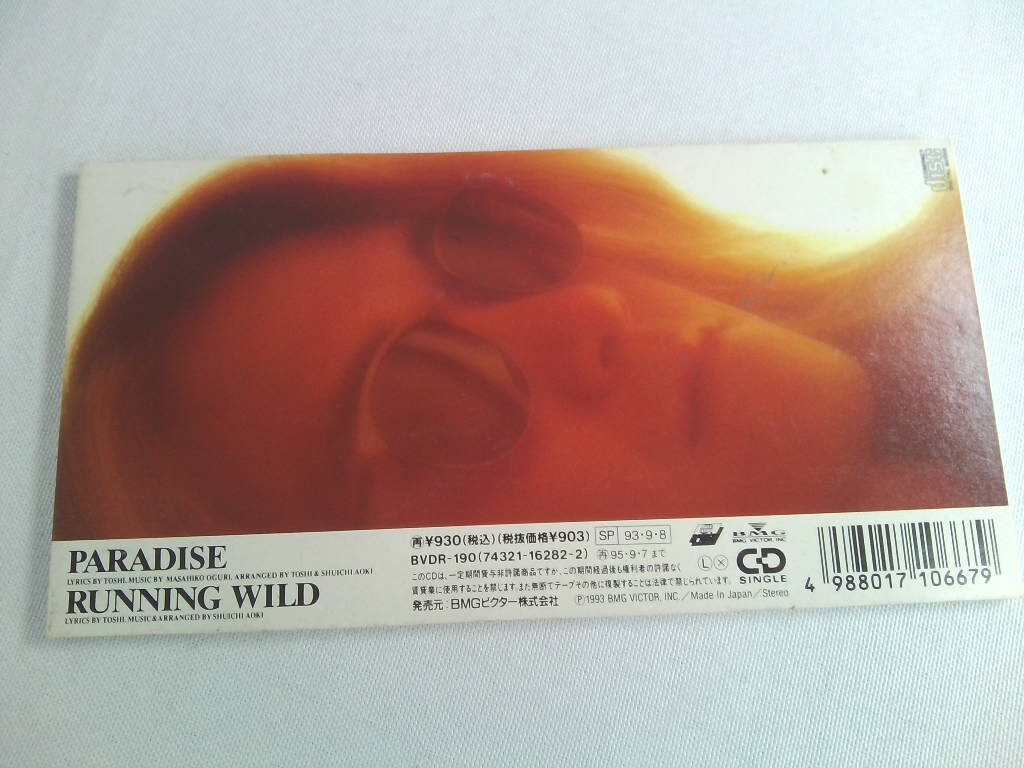 PARADISE
LYRICS BY TOSHI. MUSIC BY MASAHIKO OGURI. ARRANGED BY TOSHI & SHUICHI AOKI
RUNNING WILD
LYRICS BY TOSHI. MUSIC&ARRANGED BY SHUICHI AOKI
再¥930(税込)(税抜価格¥903) SP 93・9・8
BVDR-190(74321-16282-2) 再95・9・7まで
このCDは、一定期間貸与非許諾商品ですが、この期間経過後も権利者の許諾なく
賃貸業に使用することを禁じます。また無断でテープその他に複製することは法律で禁じられています。
発売元：BMGビクター株式会社 Ⓟ1993 BMG VICTOR, INC.／Made in Japan／Stereo
L X
BMG
BMG VICTOR, INC.
CD
SINGLE
4 988017 106679
disc